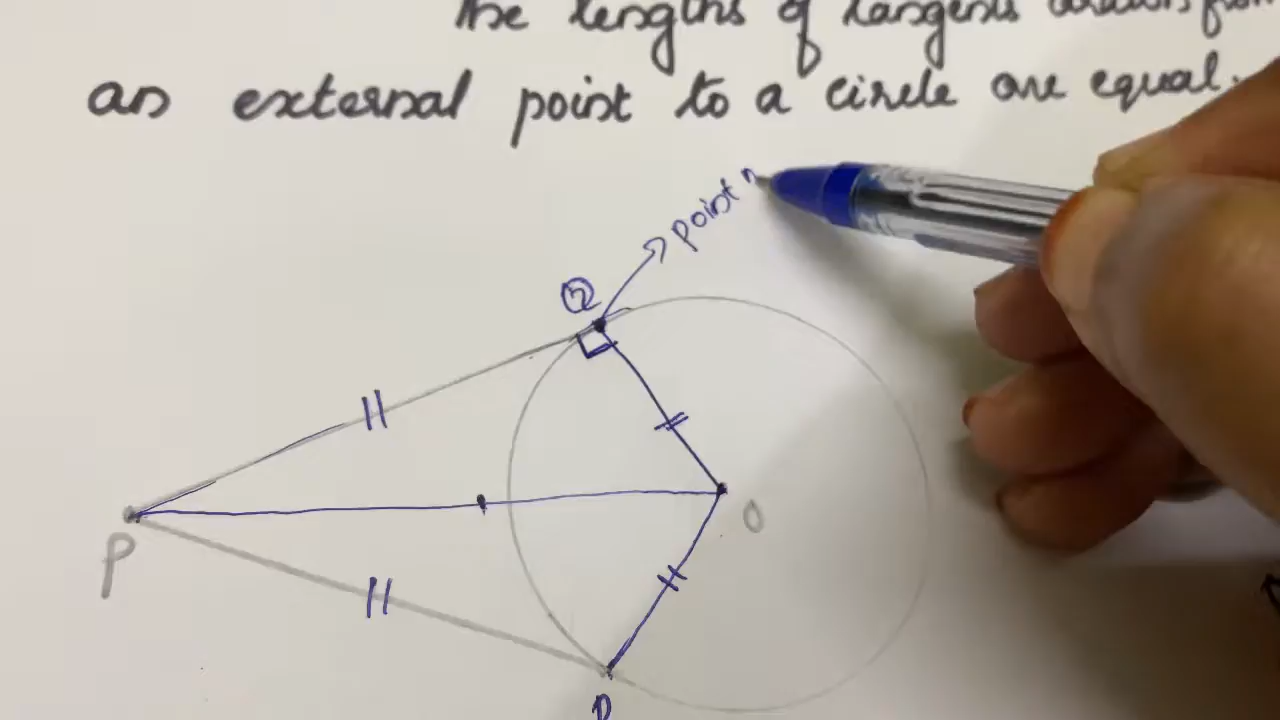 The lengths of tangents drawn from
an external point to a circle are equal.
point
Q
O
P
R